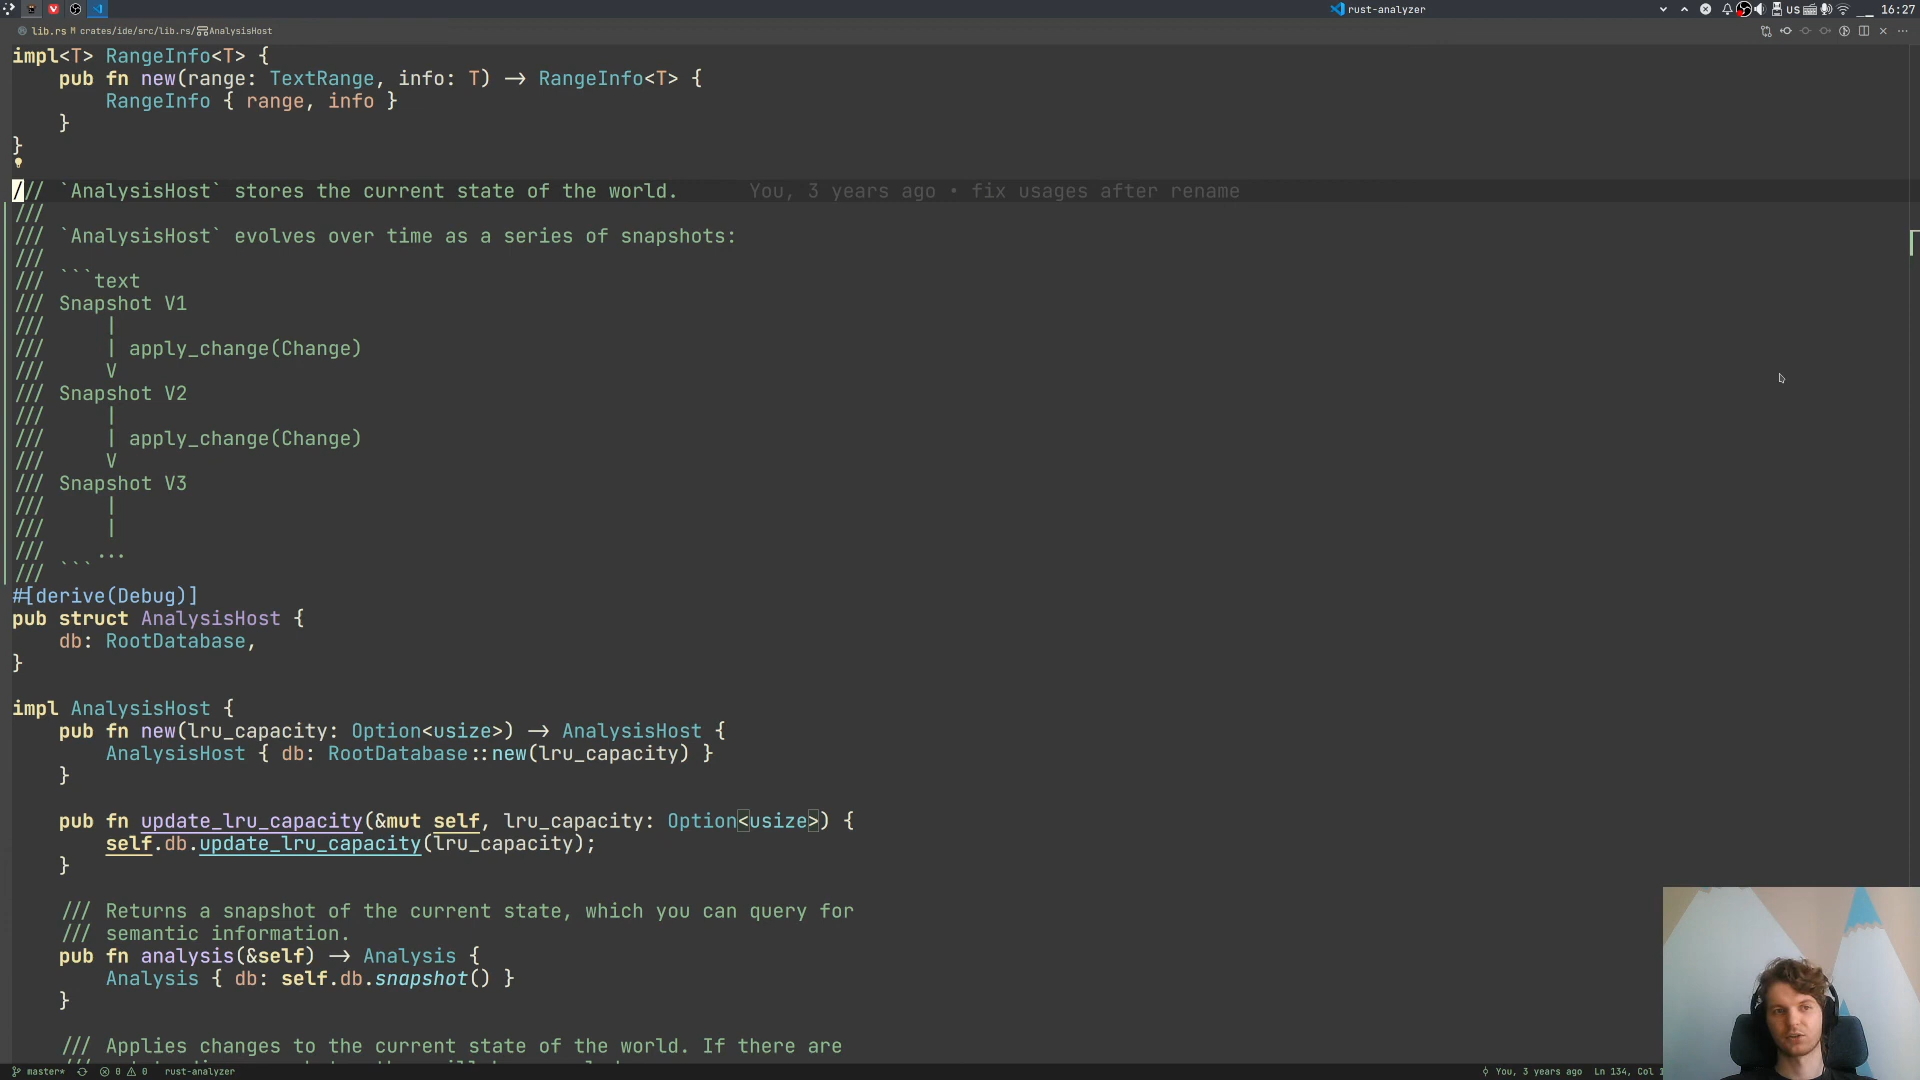 rust-analyzer
us
16:27
lib.rs M crates/ide/src/lib.rs/AnalysisHost
impl<T> RangeInfo<T> {
    pub fn new(range: TextRange, info: T) -> RangeInfo<T> {
        RangeInfo { range, info }
    }
}
/// `AnalysisHost` stores the current state of the world. You, 3 years ago • fix usages after rename
///
/// `AnalysisHost` evolves over time as a series of snapshots:
///
/// ```text
/// Snapshot V1
///     |
///     | apply_change(Change)
///     V
/// Snapshot V2
///     |
///     | apply_change(Change)
///     V
/// Snapshot V3
///     |
///     |
///    ...
/// ```
#[derive(Debug)]
pub struct AnalysisHost {
    db: RootDatabase,
}
impl AnalysisHost {
    pub fn new(lru_capacity: Option<usize>) -> AnalysisHost {
        AnalysisHost { db: RootDatabase::new(lru_capacity) }
    }
    pub fn update_lru_capacity(&mut self, lru_capacity: Option<usize>) {
        self.db.update_lru_capacity(lru_capacity);
    }
    /// Returns a snapshot of the current state, which you can query for
    /// semantic information.
    pub fn analysis(&self) -> Analysis {
        Analysis { db: self.db.snapshot() }
    }
    /// Applies changes to the current state of the world. If there are
master* 0 0 rust-analyzer
You, 3 years ago Ln 134, Col